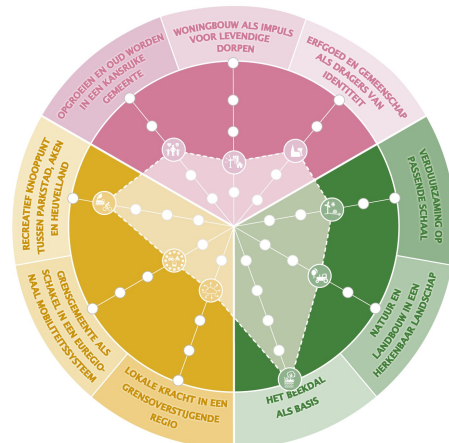 WONINGBOUW ALS IMPULS
VOOR LEVENDIGE
DORPEN
ERFGOED EN GEMEENSCHAP
ALS DRAGERS VAN
IDENTITEIT
VERDUURZAMING OP
PASSENDE SCHAAL
NATUUR EN
LANDBOUW IN EEN
HERKENBAAR LANDSCHAP
HET BEEKDAL
ALS BASIS
LOKALE KRACHT IN EEN
GRENSOVERSTIJGENDE
REGIO
GRENSGEMEENTE ALS
SCHAKEL IN EEN EUREGIO-
NAAL MOBILITEITSSYSTEEM
RECREATIEF KNOOPPUNT
TUSSEN PARKSTAD, AKEN
EN HEUVELLAND
OPGROEIEN EN OUD WORDEN
IN EEN KANSRIJKE
GEMEENTE